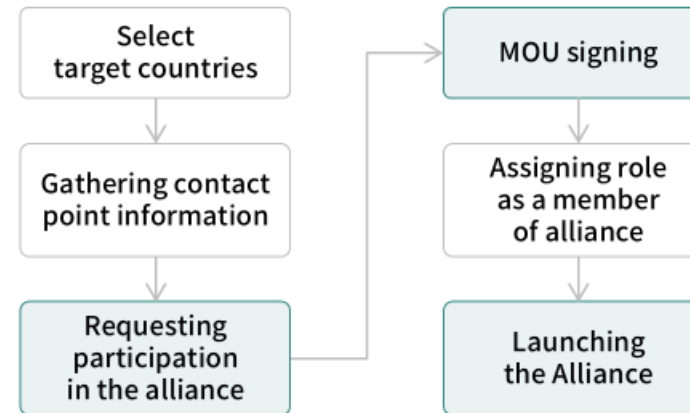 Select
target countries
Gathering contact
point information
Requesting
participation
in the alliance
MOU signing
Assigning role
as a member
of alliance
Launching
the Alliance